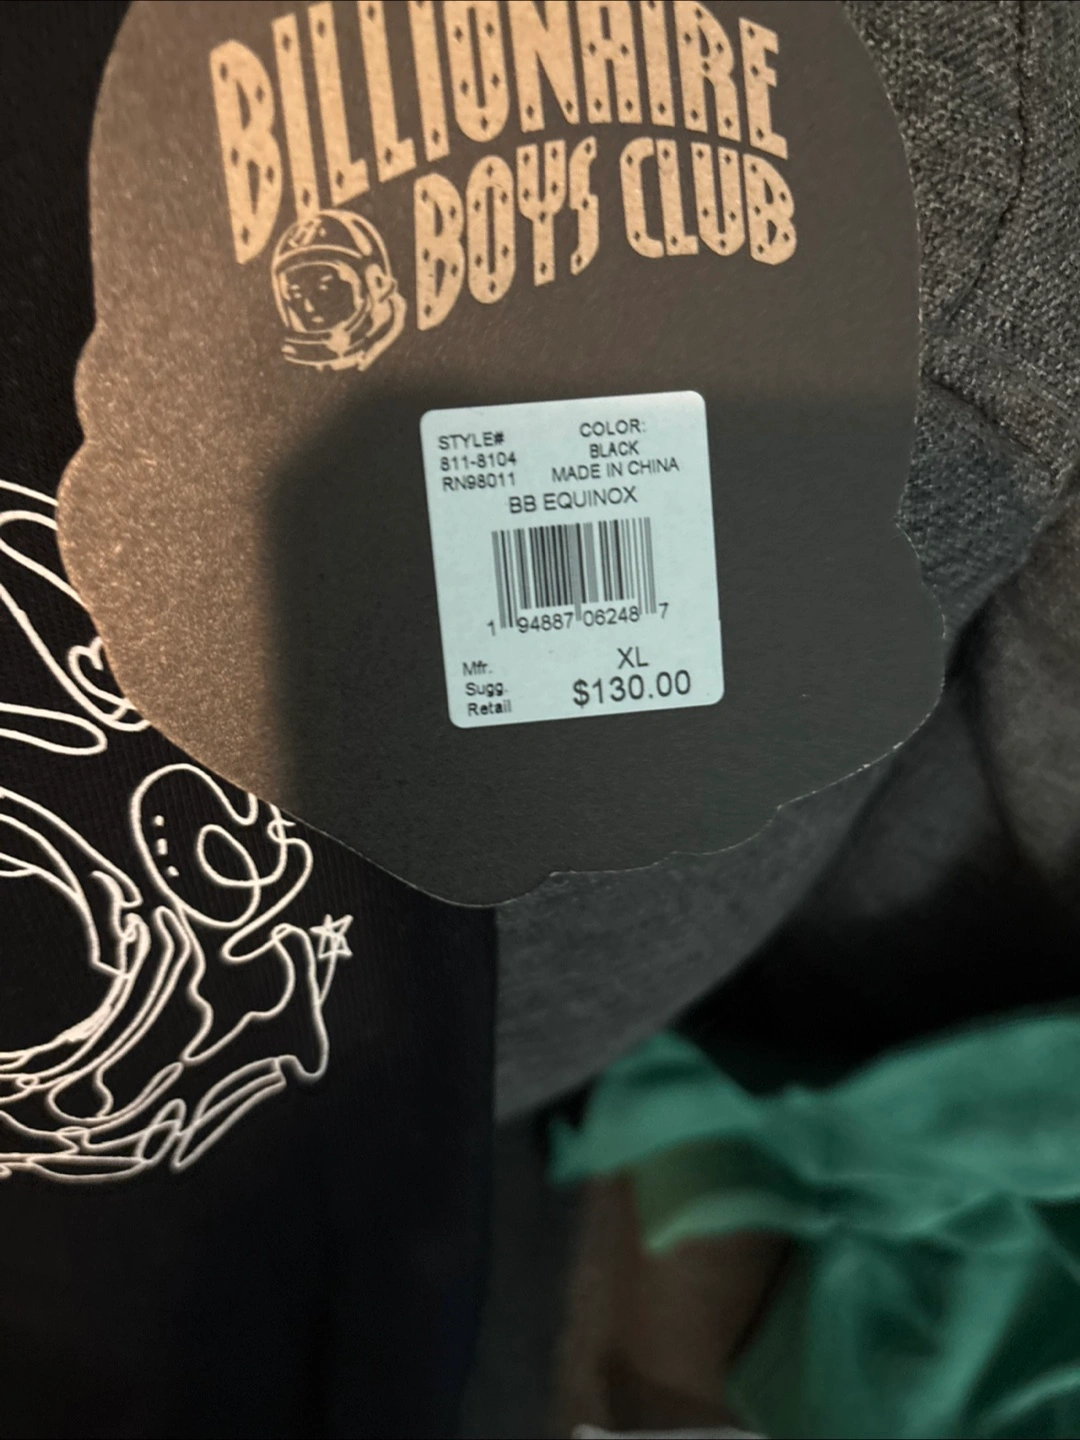 BILLIONAIRE
BOYS CLUB
STYLE#
811-8104
RN98011
COLOR:
BLACK
MADE IN CHINA
BB EQUINOX
1 94887 06248 7
Mfr.
Sugg.
Retail
XL
$130.00